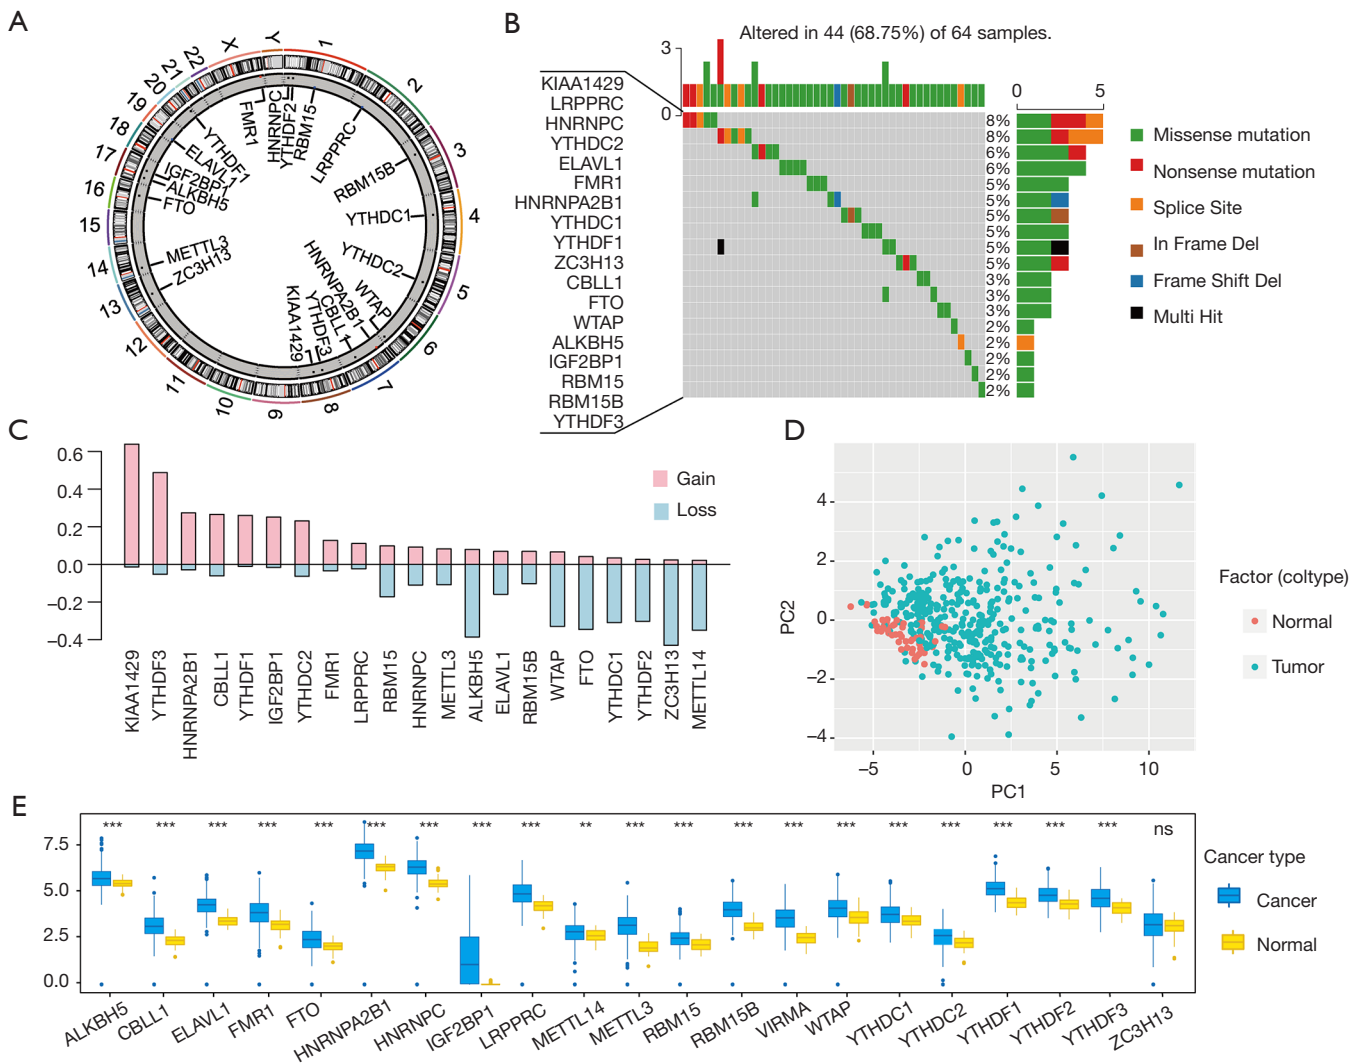 A
1
2
3
4
5
6
7
8
9
10
11
12
13
14
15
16
17
18
19
20
21
22
X
Y
HNRNPC
YTHDF2
RBM15
LRPPRC
RBM15B
YTHDC1
YTHDC2
WTAP
HNRNPA2B1
CBLL1
YTHDF3
KIAA1429
ZC3H13
METTL3
FTO
ALKBH5
IGF2BP1
ELAVL1
YTHDF1
FMR1
B
Altered in 44 (68.75%) of 64 samples.
3
0
0 5
KIAA1429
LRPPRC
HNRNPC
YTHDC2
ELAVL1
FMR1
HNRNPA2B1
YTHDC1
YTHDF1
ZC3H13
CBLL1
FTO
WTAP
ALKBH5
IGF2BP1
RBM15
RBM15B
YTHDF3
8%
8%
6%
6%
5%
5%
5%
5%
5%
5%
3%
3%
3%
2%
2%
2%
2%
2%
Missense mutation
Nonsense mutation
Splice Site
In Frame Del
Frame Shift Del
Multi Hit
C
0.6
0.4
0.2
0.0
−0.2
−0.4
Gain
Loss
KIAA1429
YTHDF3
HNRNPA2B1
CBLL1
YTHDF1
IGF2BP1
YTHDC2
FMR1
LRPPRC
RBM15
HNRNPC
METTL3
ALKBH5
ELAVL1
RBM15B
WTAP
FTO
YTHDC1
YTHDF2
ZC3H13
METTL14
D
PC2
4
2
0
−2
−4
−5 0 5 10
PC1
Factor (coltype)
Normal
Tumor
E
7.5
5.0
2.5
0.0
*** *** *** *** *** *** *** *** *** ** *** *** *** *** *** *** *** *** *** *** ns
ALKBH5
CBLL1
ELAVL1
FMR1
FTO
HNRNPA2B1
HNRNPC
IGF2BP1
LRPPRC
METTL14
METTL3
RBM15
RBM15B
VIRMA
WTAP
YTHDC1
YTHDC2
YTHDF1
YTHDF2
YTHDF3
ZC3H13
Cancer type
Cancer
Normal